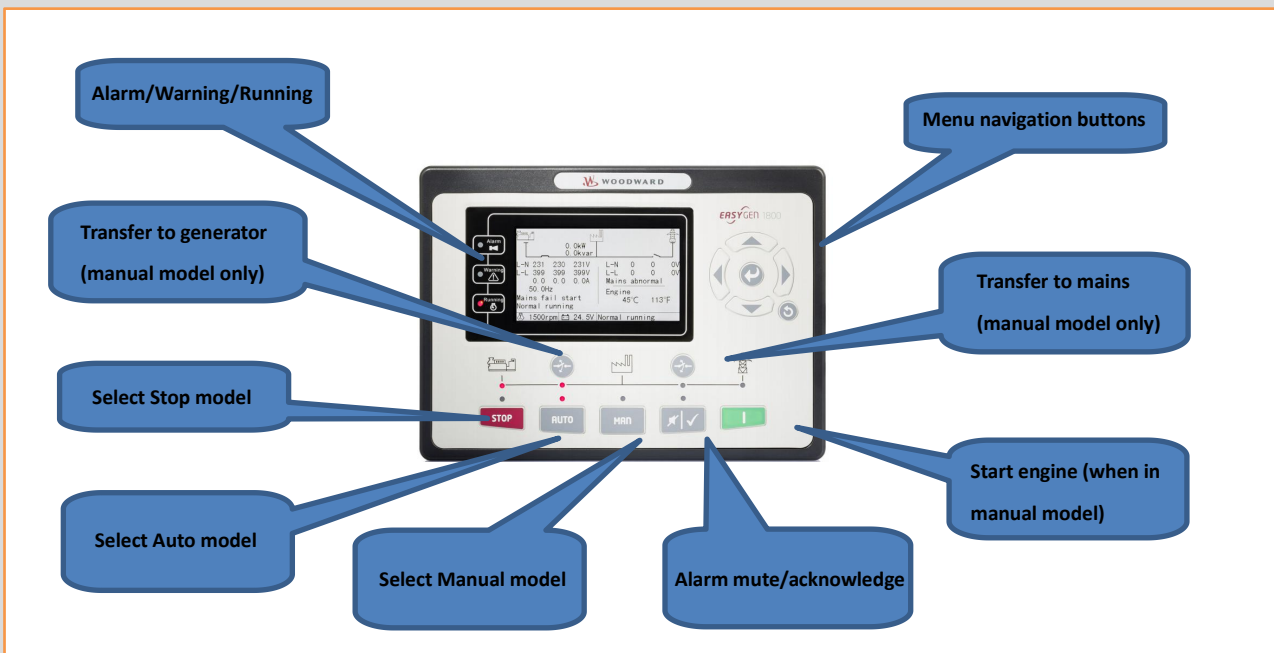 Alarm/Warning/Running
Menu navigation buttons
WOODWARD
EASYGEN 1800
Transfer to generator
(manual model only)
Alarm
Warning
Running
0.0kW
0.0kvar
L-N 231 230 231V
L-L 399 399 399V
0.0 0.0 0.0A
50.0Hz
Mains fail start
Normal running
L-N 0 0 0V
L-L 0 0 0V
Mains abnormal
Engine
45°C 113°F
1500rpm 24.5V Normal running
Transfer to mains
(manual model only)
Select Stop model
STOP
AUTO
MAN
Start engine (when in
manual model)
Select Auto model
Select Manual model
Alarm mute/acknowledge